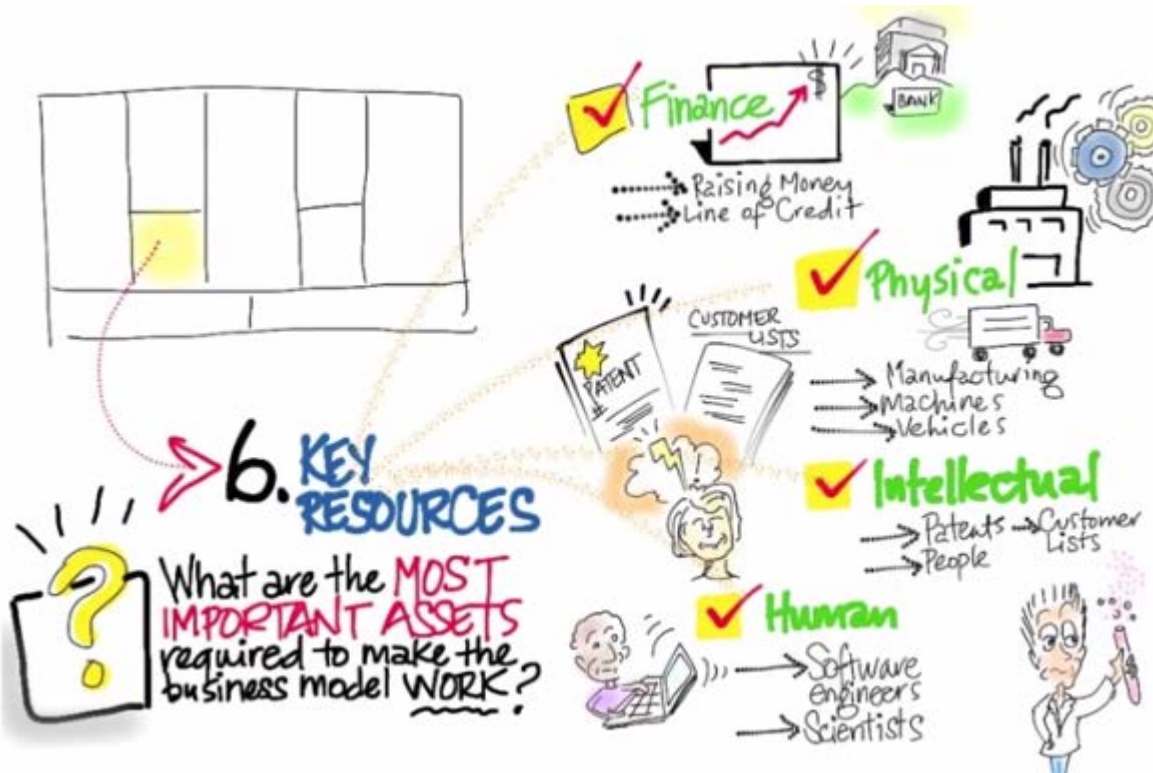 Finance
$
BANK
Raising Money
Line of Credit
Physical
Manufacturing
Machines
Vehicles
CUSTOMER
LISTS
PATENT
#
6. KEY
RESOURCES
Intellectual
Patents Customer
Lists
People
?
What are the MOST
IMPORTANT ASSETS
required to make the
business model WORK?
Human
Software
engineers
Scientists